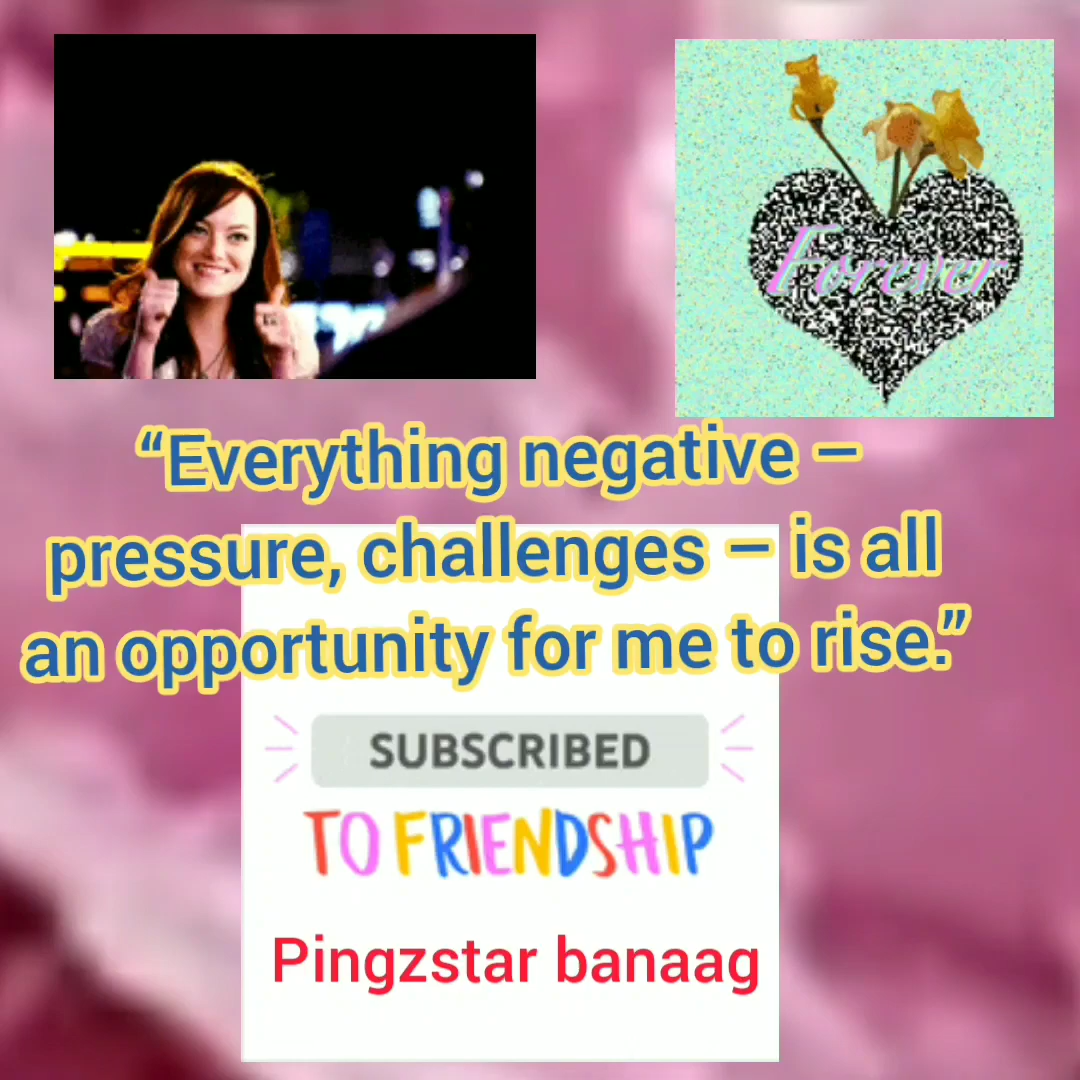 Forever
“Everything negative –
pressure, challenges – is all
an opportunity for me to rise.”
SUBSCRIBED
TO FRIENDSHIP
Pingzstar banaag